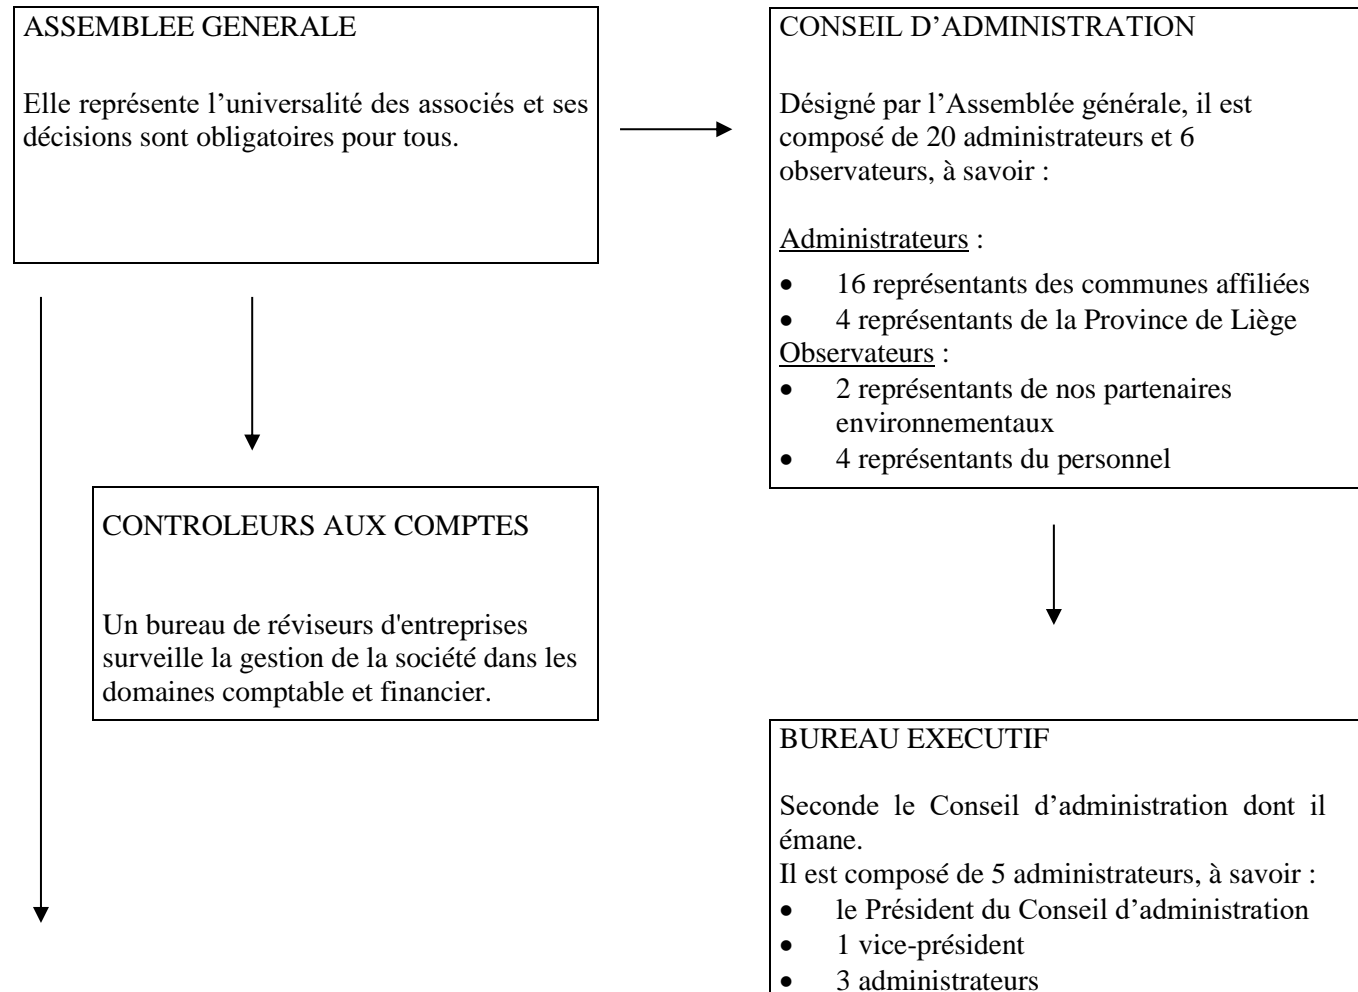 ASSEMBLEE GENERALE
Elle représente l’universalité des associés et ses
décisions sont obligatoires pour tous.
CONSEIL D’ADMINISTRATION
Désigné par l’Assemblée générale, il est
composé de 20 administrateurs et 6
observateurs, à savoir :
Administrateurs :
• 16 représentants des communes affiliées
• 4 représentants de la Province de Liège
Observateurs :
• 2 représentants de nos partenaires
environnementaux
• 4 représentants du personnel
CONTROLEURS AUX COMPTES
Un bureau de réviseurs d'entreprises
surveille la gestion de la société dans les
domaines comptable et financier.
BUREAU EXECUTIF
Seconde le Conseil d’administration dont il
émane.
Il est composé de 5 administrateurs, à savoir :
• le Président du Conseil d’administration
• 1 vice-président
• 3 administrateurs